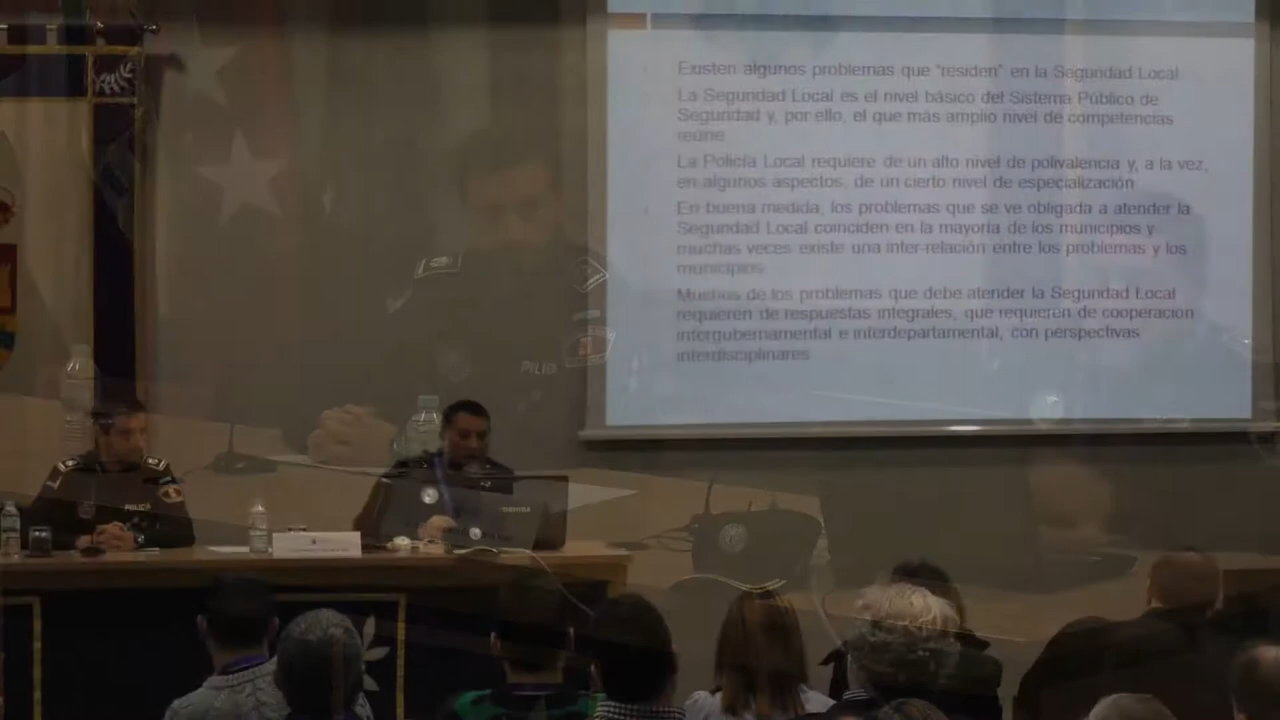 Existen algunos problemas que "residen" en la Seguridad Local
La Seguridad Local es el nivel básico del Sistema Público de
Seguridad y, por ello, el que más amplio nivel de competencias
reúne
La Policía Local requiere de un alto nivel de polivalencia y, a la vez,
en algunos aspectos, de un cierto nivel de especialización
En buena medida, los problemas que se ve obligada a atender la
Seguridad Local coinciden en la mayoría de los municipios y
muchas veces existe una inter-relación entre los problemas y los
municipios
Muchos de los problemas que debe atender la Seguridad Local
requieren de respuestas integrales, que requieren de cooperación
intergubernamental e interdepartamental, con perspectivas
interdisciplinares
POLICIA
POLICIA
TOSHIBA